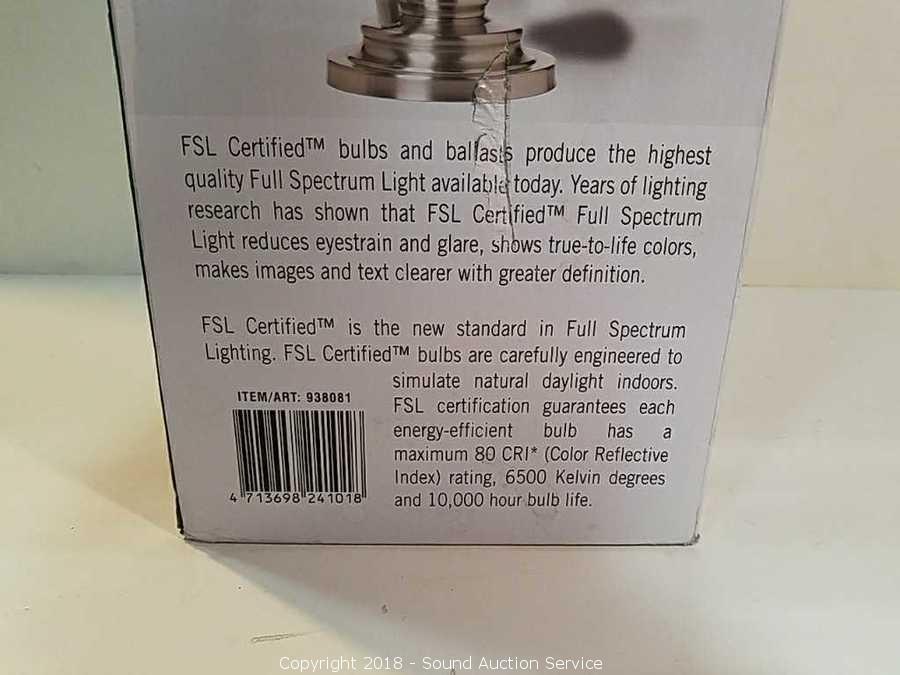 FSL Certified™ bulbs and ballasts produce the highest
quality Full Spectrum Light available today. Years of lighting
research has shown that FSL Certified™ Full Spectrum
Light reduces eyestrain and glare, shows true-to-life colors,
makes images and text clearer with greater definition.
FSL Certified™ is the new standard in Full Spectrum
Lighting. FSL Certified™ bulbs are carefully engineered to
simulate natural daylight indoors.
FSL certification guarantees each
energy-efficient bulb has a
maximum 80 CRI* (Color Reflective
Index) rating, 6500 Kelvin degrees
and 10,000 hour bulb life.
ITEM/ART: 938081
4 713698 241018
Copyright 2018 - Sound Auction Service